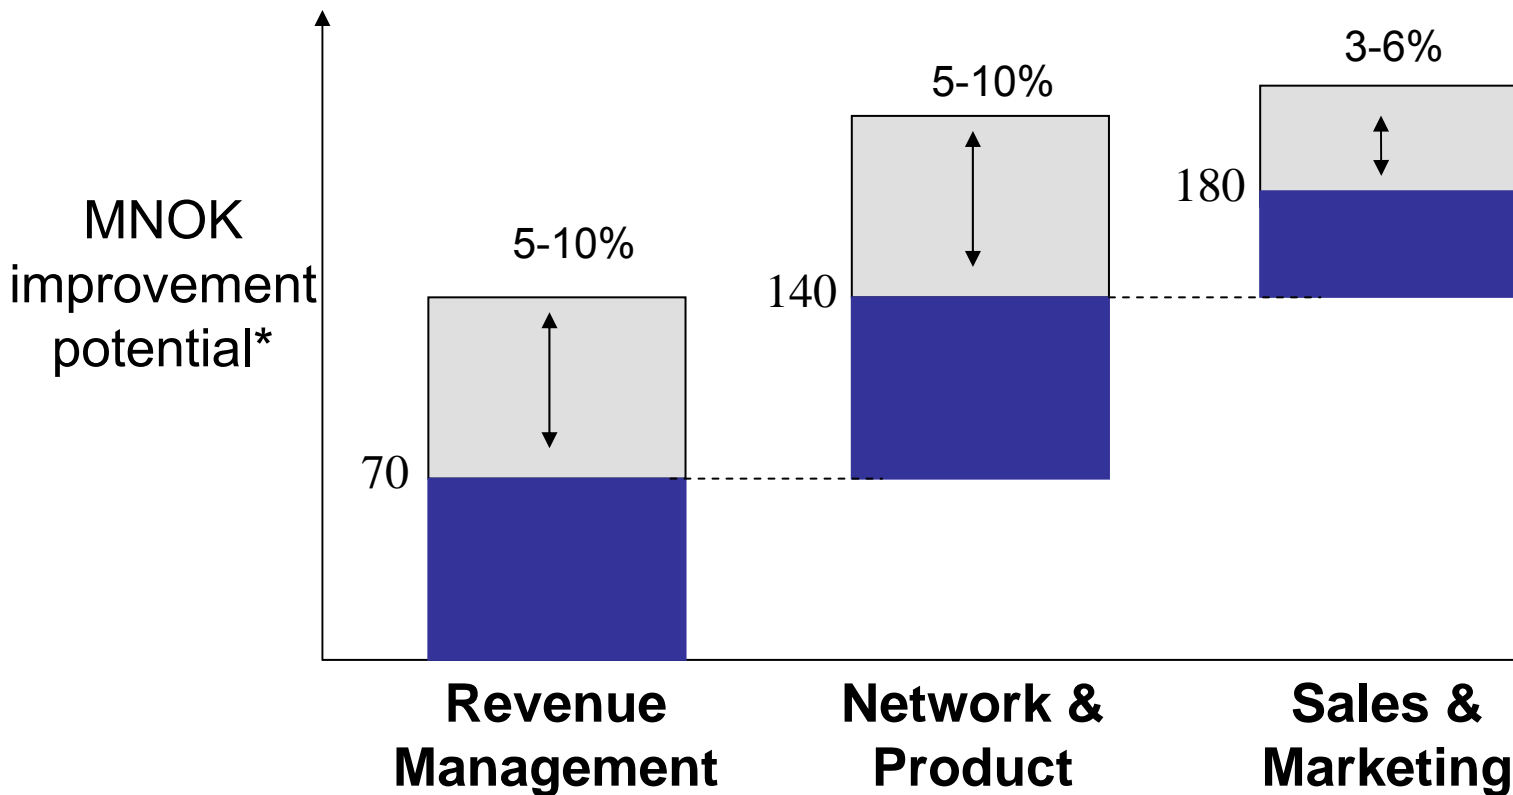 3-6%
5-10%
180
MNOK
improvement
potential*
5-10%
140
70
Revenue
Management
Network &
Product
Sales &
Marketing